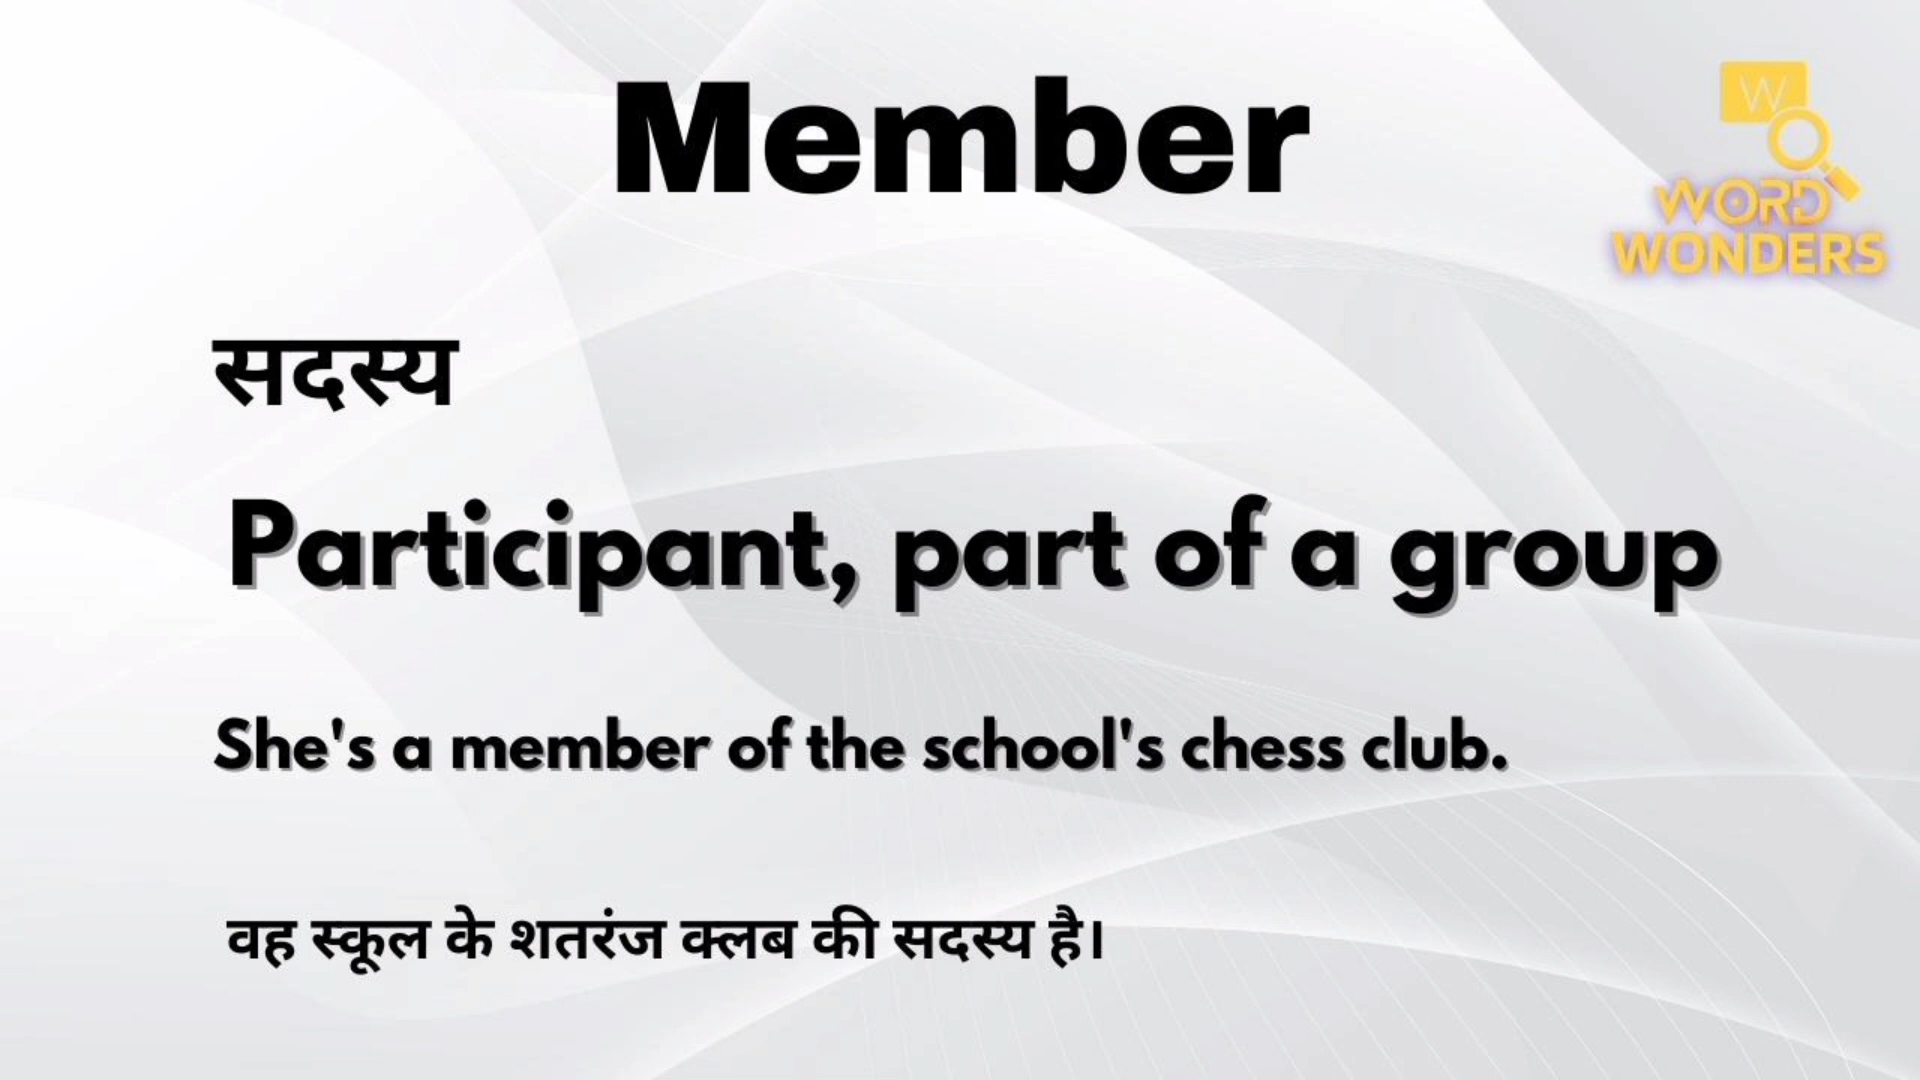 Member
W
WORD
WONDERS
सदस्य
Participant, part of a group
She's a member of the school's chess club.
वह स्कूल के शतरंज क्लब की सदस्य है।